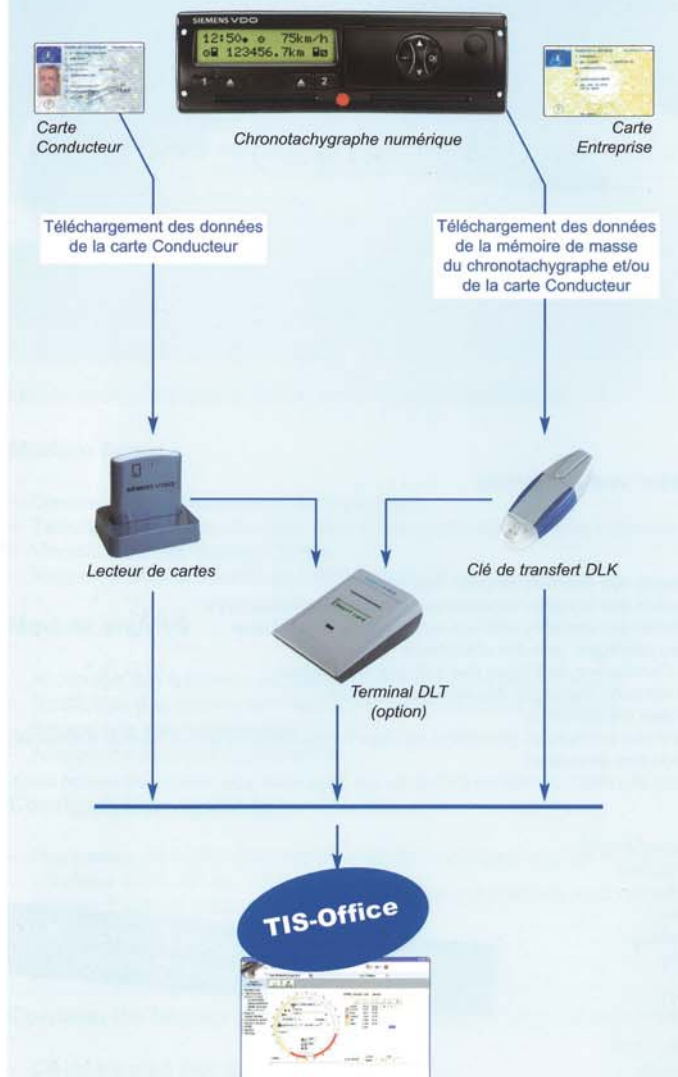 SIEMENS VDO
12:50 75km/h
123456.7km
1 2
Carte
Conducteur
Chronotachygraphe numérique
Carte
Entreprise
Téléchargement des données
de la carte Conducteur
Téléchargement des données
de la mémoire de masse
du chronotachygraphe et/ou
de la carte Conducteur
SIEMENS VDO
Lecteur de cartes
Clé de transfert DLK
Terminal DLT
(option)
TIS-Office